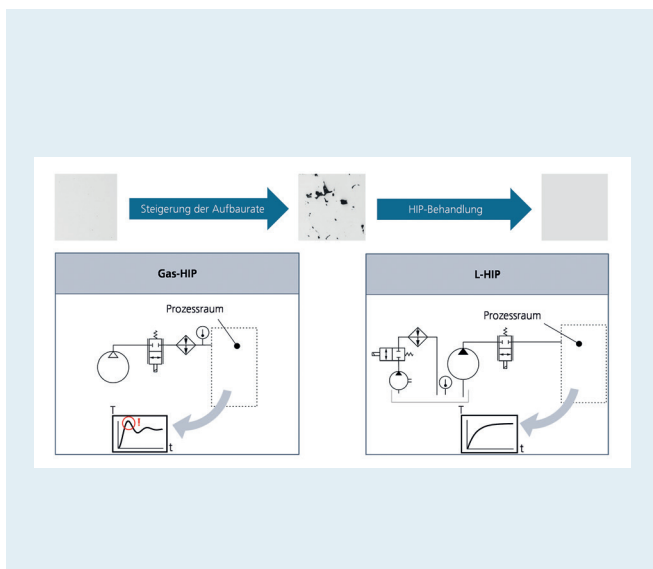 Steigerung der Aufbaurate
HIP-Behandlung
Gas-HIP
Prozessraum
T
!
t
L-HIP
Prozessraum
T
t